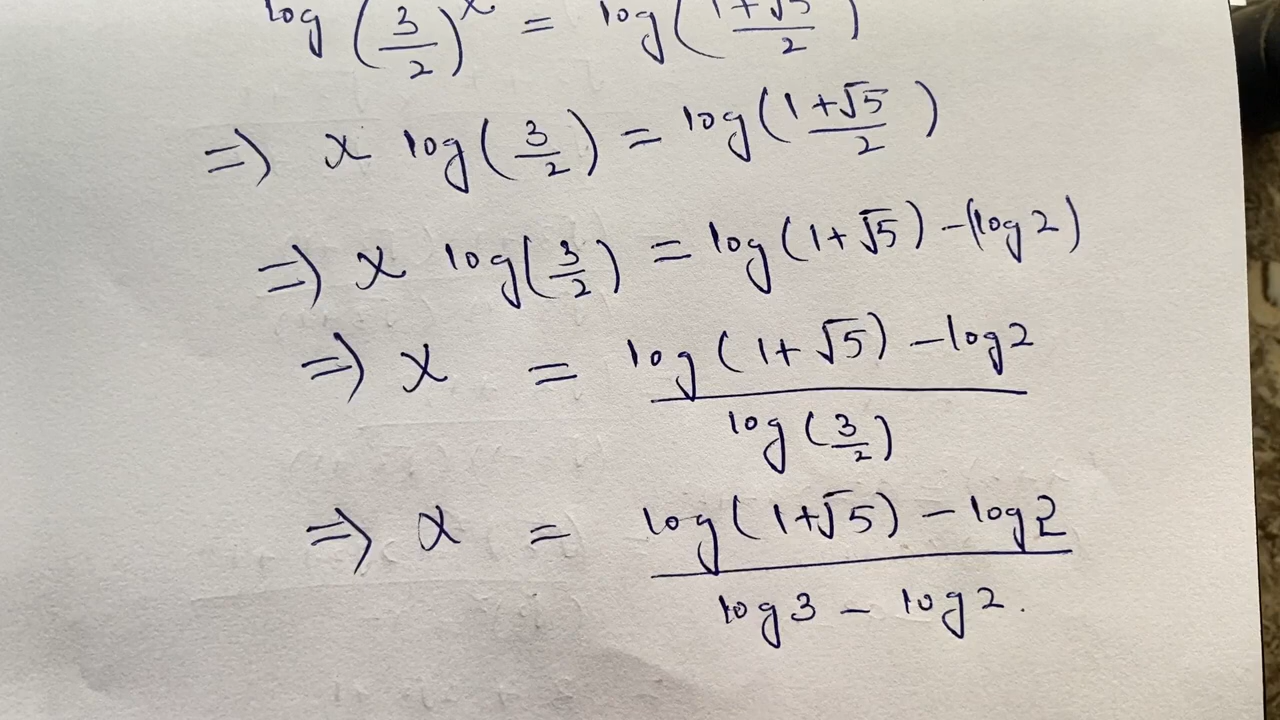 log(3/2)^x = log((1+√5)/2)
=> x log(3/2) = log((1+√5)/2)
=> x log(3/2) = log(1+√5) - (log 2)
=> x = (log(1+√5) - log 2)/(log(3/2))
=> x = (log(1+√5) - log 2)/(log 3 - log 2).